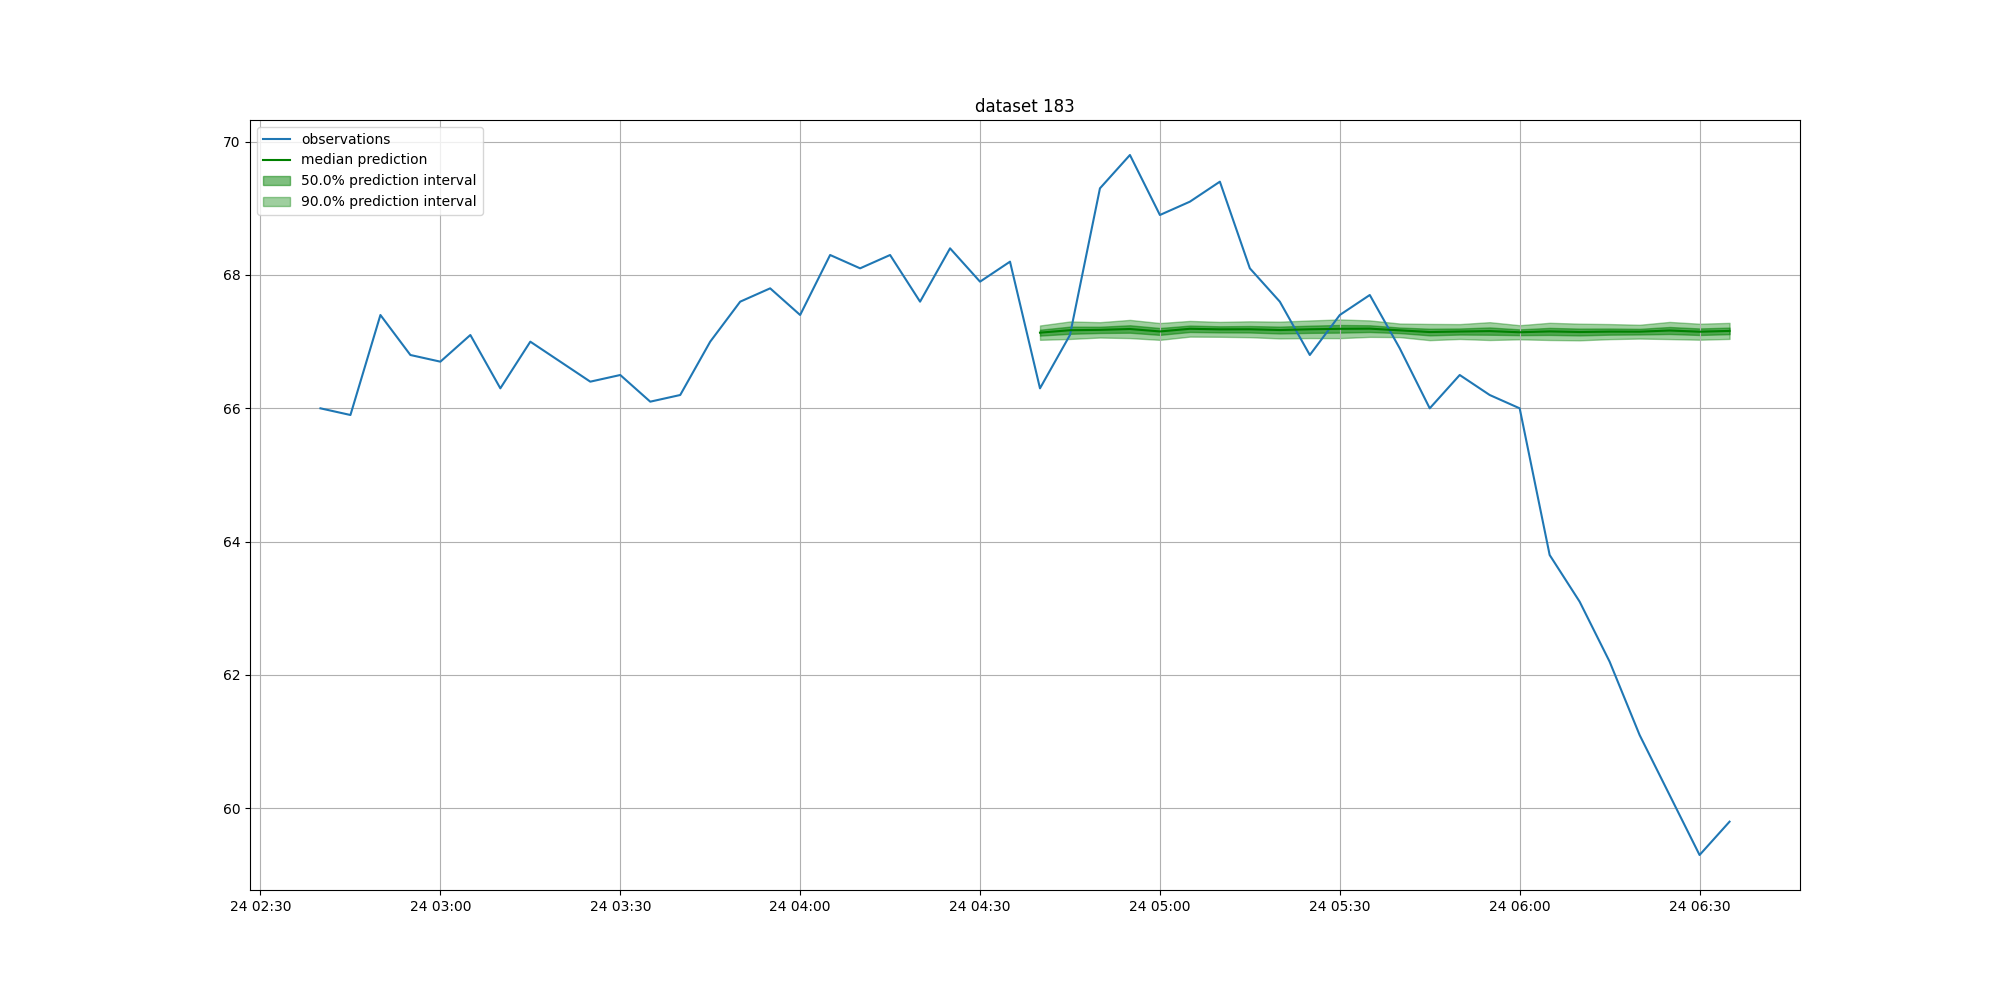 dataset 183
observations
median prediction
50.0% prediction interval
90.0% prediction interval
70
68
66
64
62
60
24 02:30 24 03:00 24 03:30 24 04:00 24 04:30 24 05:00 24 05:30 24 06:00 24 06:30